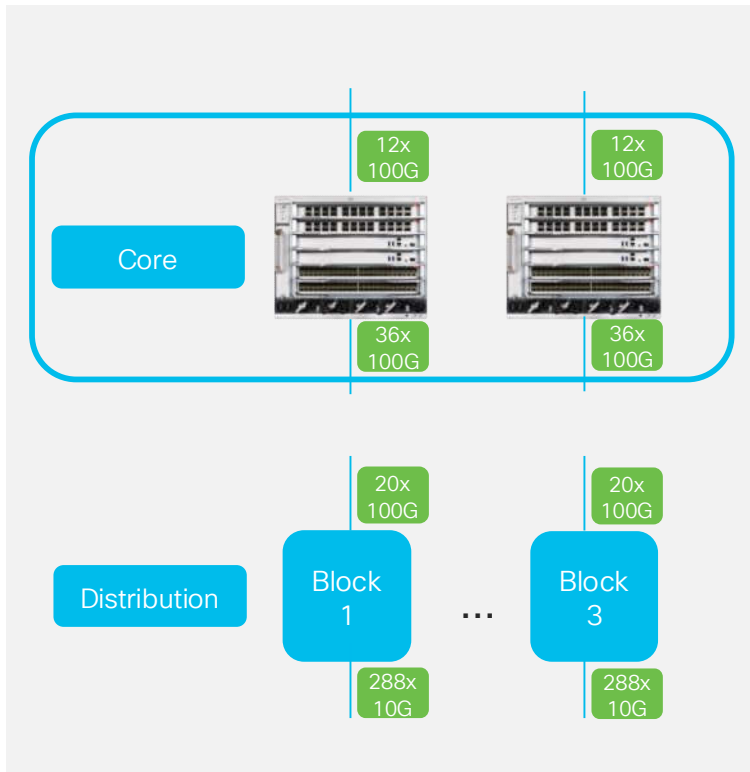 12x
100G
12x
100G
Core
36x
100G
36x
100G
20x
100G
20x
100G
Distribution
Block
1
...
Block
3
288x
10G
288x
10G